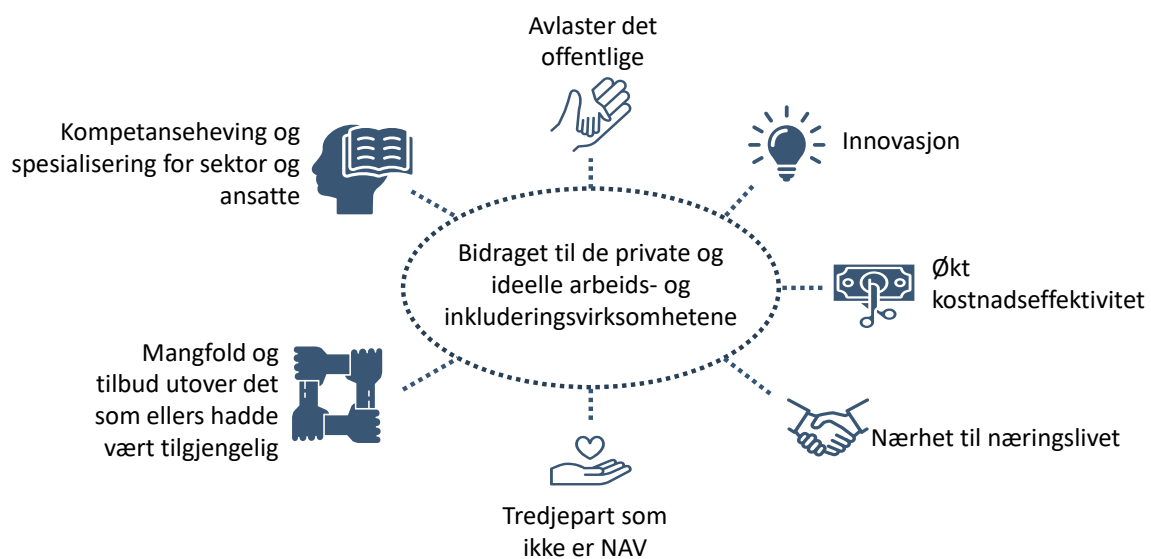 Avlaster det
offentlige
Kompetanseheving og
spesialisering for sektor og
ansatte
Innovasjon
Bidraget til de private og
ideelle arbeids- og
inkluderingsvirksomhetene
Økt
kostnadseffektivitet
Mangfold og
tilbud utover det
som ellers hadde
vært tilgjengelig
Nærhet til næringslivet
Tredjepart som
ikke er NAV